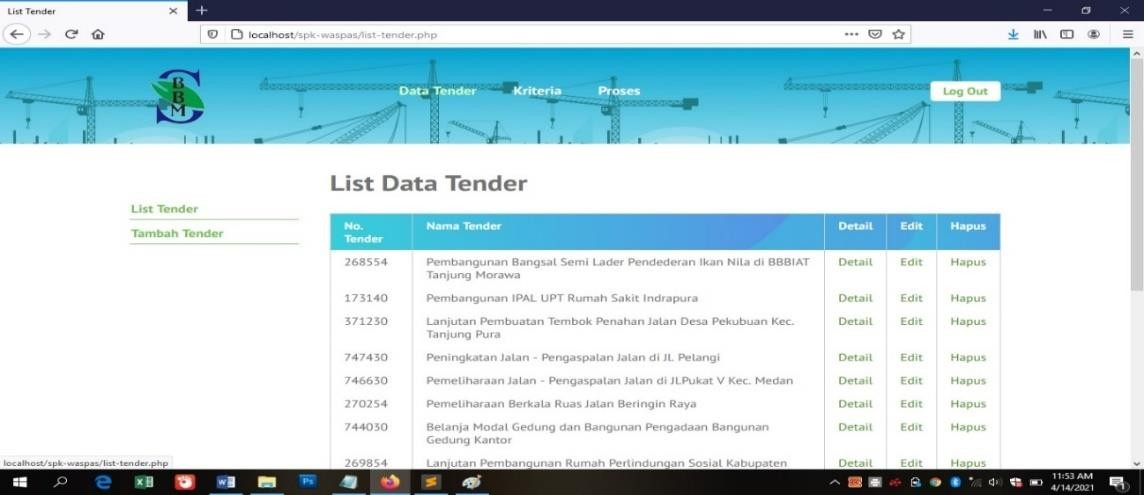 List Tender
localhost/spk-waspas/list-tender.php
BBM
Data Tender Kriteria Proses Log Out
List Data Tender
List Tender
Tambah Tender
No. Tender Nama Tender Detail Edit Hapus
268554 Pembangunan Bangsal Semi Lader Pendederan Ikan Nila di BBBIAT Detail Edit Hapus
Tanjung Morawa
173140 Pembangunan IPAL UPT Rumah Sakit Indrapura Detail Edit Hapus
371230 Lanjutan Pembuatan Tembok Penahan Jalan Desa Pekubuan Kec. Detail Edit Hapus
Tanjung Pura
747430 Peningkatan Jalan - Pengaspalan Jalan di Jl. Pelangi Detail Edit Hapus
746630 Pemeliharaan Jalan - Pengaspalan Jalan di JLPukat V Kec. Medan Detail Edit Hapus
270254 Pemeliharaan Berkala Ruas Jalan Beringin Raya Detail Edit Hapus
744030 Belanja Modal Gedung dan Bangunan Pengadaan Bangunan Detail Edit Hapus
Gedung Kantor
269854 Lanjutan Pembangunan Rumah Perlindungan Sosial Kabupaten Detail Edit Hapus
localhost/spk-waspas/list-tender.php
11:53 AM
4/14/2021